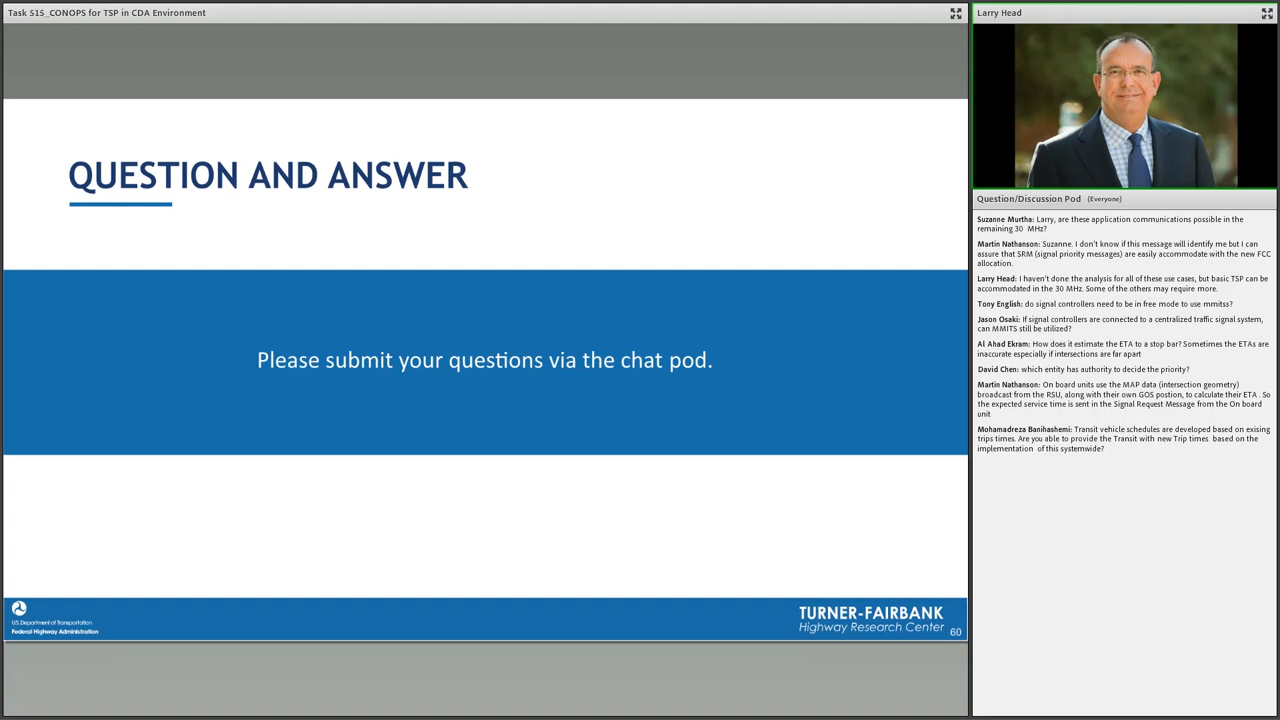 Task 515_CONOPS for TSP in CDA Environment
QUESTION AND ANSWER
Please submit your questions via the chat pod.
U.S Department of Transportation
Federal Highway Administration
TURNER-FAIRBANK
Highway Research Center
60
Larry Head
Question/Discussion Pod (Everyone)
Suzanne Murtha: Larry, are these application communications possible in the
remaining 30 MHz?
Martin Nathanson: Suzanne. I don't know if this message will identify me but I can
assure that SRM (signal priority messages) are easily accommodate with the new FCC
allocation.
Larry Head: I haven't done the analysis for all of these use cases, but basic TSP can be
accommodated in the 30 MHz. Some of the others may require more.
Tony English: do signal controllers need to be in free mode to use mmitss?
Jason Osaki: If signal controllers are connected to a centralized traffic signal system,
can MMITS still be utilized?
Al Ahad Ekram: How does it estimate the ETA to a stop bar? Sometimes the ETAs are
inaccurate especially if intersections are far apart
David Chen: which entity has authority to decide the priority?
Martin Nathanson: On board units use the MAP data (intersection geometry)
broadcast from the RSU, along with their own GOS postion, to calculate their ETA . So
the expected service time is sent in the Signal Request Message from the On board
unit
Mohamadreza Banihashemi: Transit vehicle schedules are developed based on exising
trips times. Are you able to provide the Transit with new Trip times based on the
implementation of this systemwide?